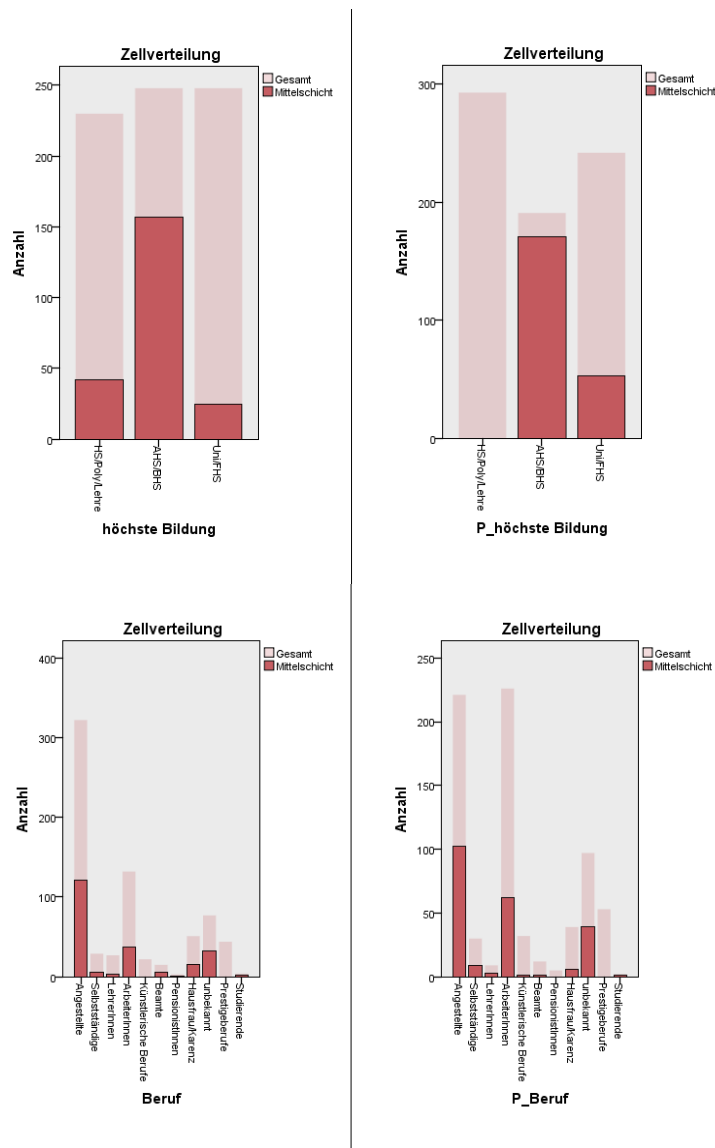 Zellverteilung
Gesamt
Mittelschicht
250
200
150
100
50
0
Anzahl
HS/Poly/Lehre
AHS/BHS
Uni/FHS
höchste Bildung
Zellverteilung
Gesamt
Mittelschicht
300
200
100
0
Anzahl
HS/Poly/Lehre
AHS/BHS
Uni/FHS
P_höchste Bildung
Zellverteilung
Gesamt
Mittelschicht
400
300
200
100
0
Anzahl
Angestellte
Selbstständige
LehrerInnen
ArbeiterInnen
Künstlerische Berufe
Beamte
PensionistInnen
Hausfrau/Karenz
unbekannt
Prestigeberufe
Studierende
Beruf
Zellverteilung
Gesamt
Mittelschicht
250
200
150
100
50
0
Anzahl
Angestellte
Selbstständige
LehrerInnen
ArbeiterInnen
Künstlerische Berufe
Beamte
PensionistInnen
Hausfrau/Karenz
unbekannt
Prestigeberufe
Studierende
P_Beruf